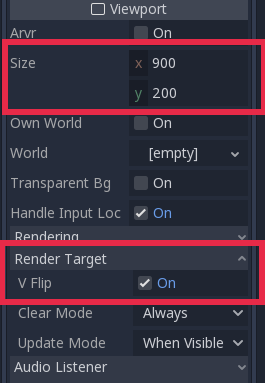 Viewport
Arvr On
Size x 900
y 200
Own World On
World [empty]
Transparent Bg On
Handle Input Loc On
Rendering
Render Target
V Flip On
Clear Mode Always
Update Mode When Visible
Audio Listener